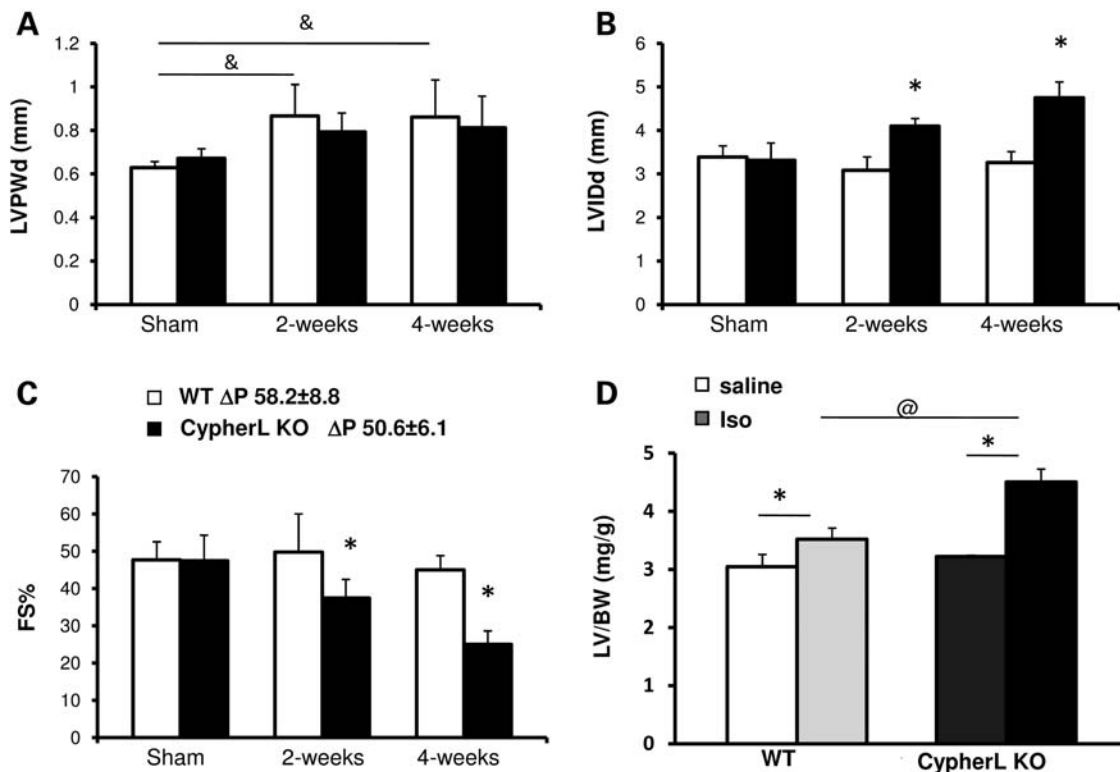 A
&
&
1.2
1
0.8
0.6
0.4
0.2
0
LVPWd (mm)
Sham 2-weeks 4-weeks
B
*
*
6
5
4
3
2
1
0
LVIDd (mm)
Sham 2-weeks 4-weeks
C
WT ΔP 58.2±8.8
CypherL KO ΔP 50.6±6.1
70
60
50
40
30
20
10
0
FS%
*
*
Sham 2-weeks 4-weeks
D
saline
Iso
@
*
*
5
4
3
2
1
0
LV/BW (mg/g)
WT CypherL KO